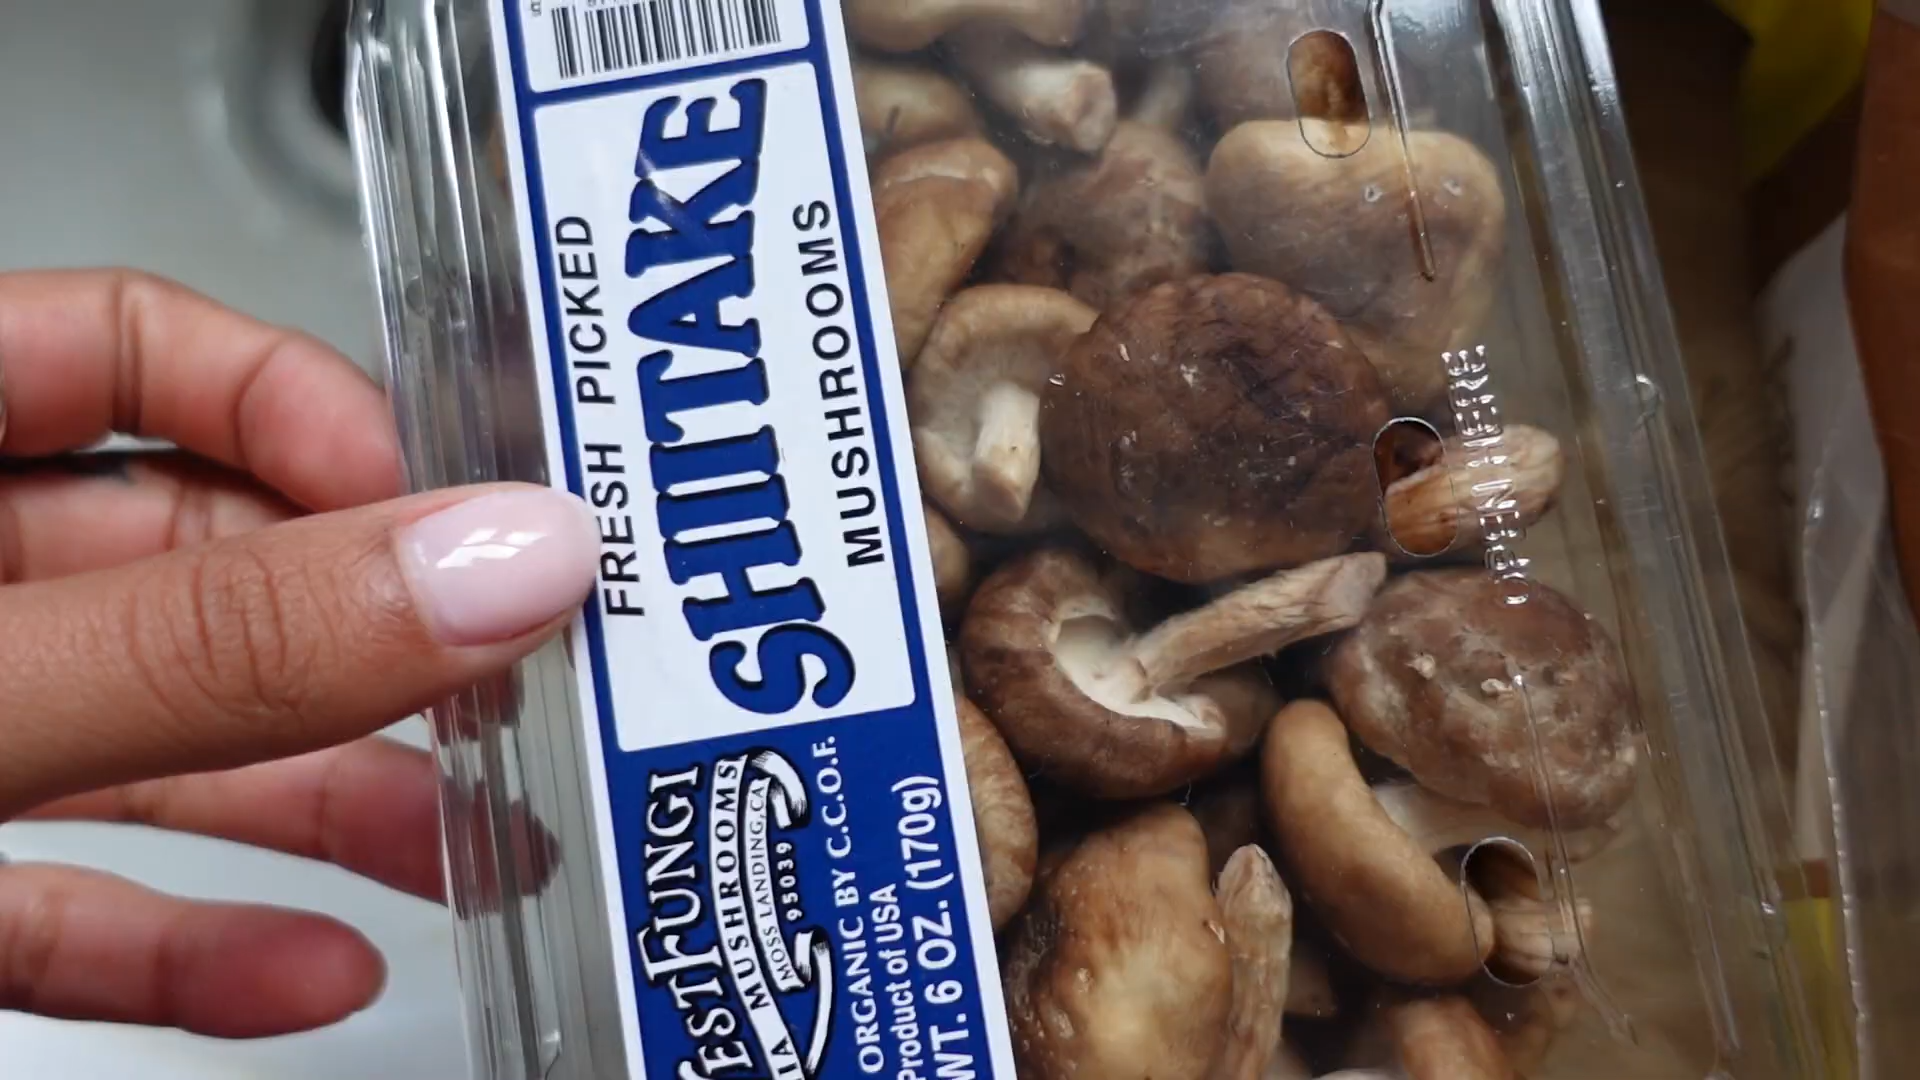 FRESH PICKED
SHIITAKE
MUSHROOMS
FUNGI
MUSHROOMS
MOSS LANDING, CA
95039
ORGANIC BY C.C.O.F.
Product of USA
WT. 6 OZ. (170g)
OPEN HERE